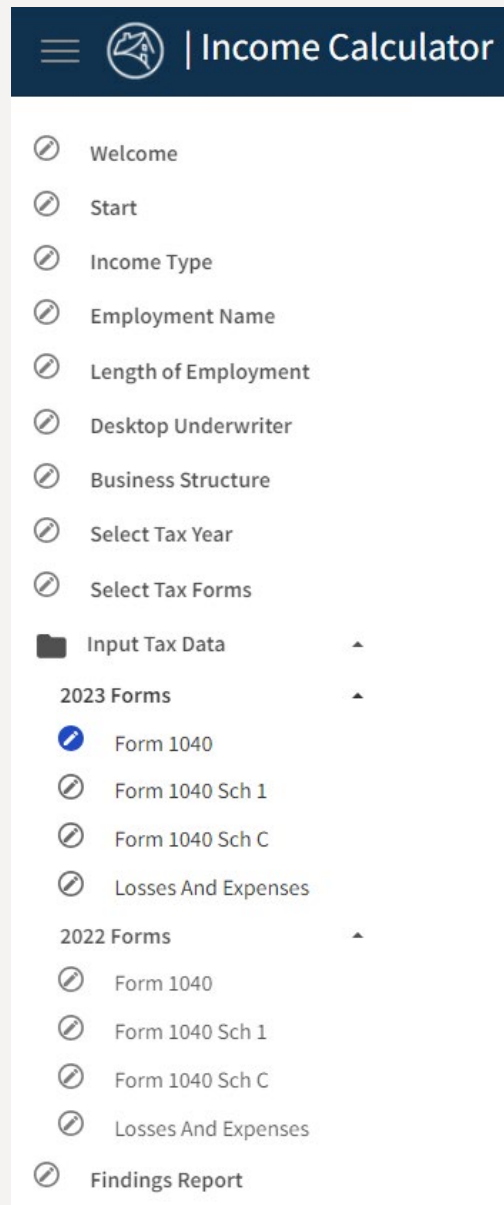 | Income Calculator
Welcome
Start
Income Type
Employment Name
Length of Employment
Desktop Underwriter
Business Structure
Select Tax Year
Select Tax Forms
Input Tax Data
2023 Forms
Form 1040
Form 1040 Sch 1
Form 1040 Sch C
Losses And Expenses
2022 Forms
Form 1040
Form 1040 Sch 1
Form 1040 Sch C
Losses And Expenses
Findings Report